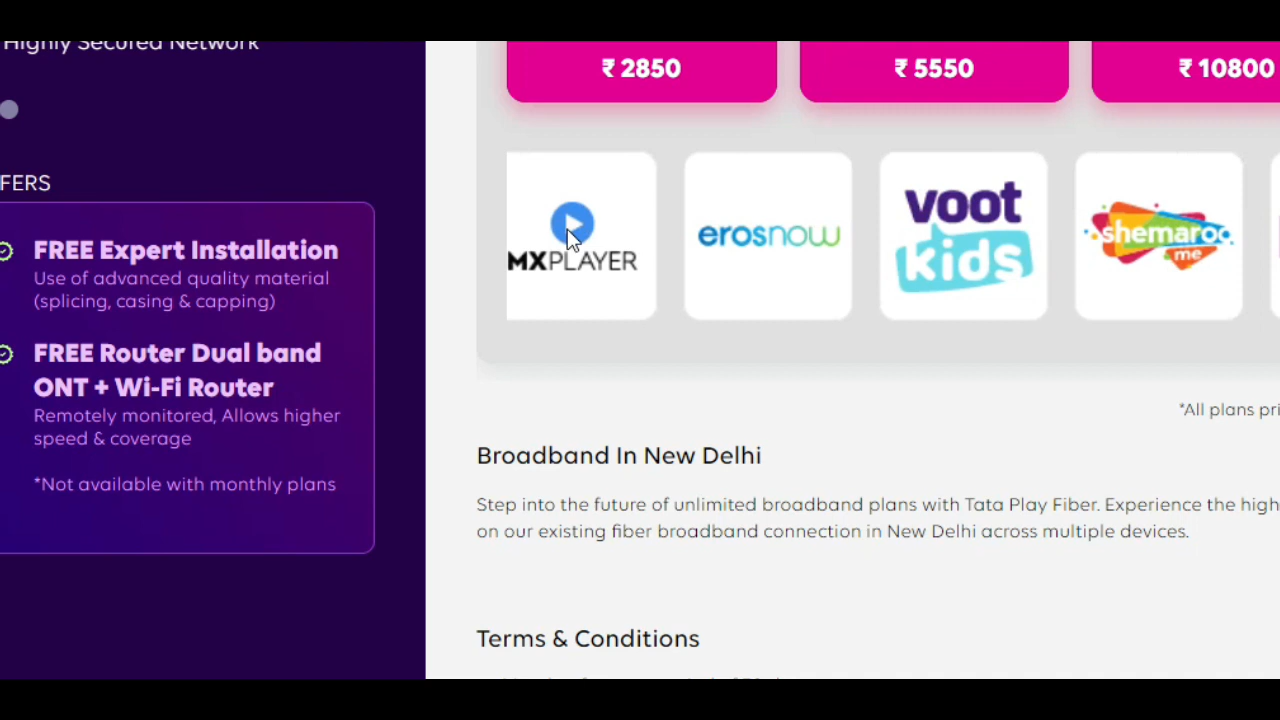 Highly Secured Network
FERS
FREE Expert Installation
Use of advanced quality material
(splicing, casing & capping)
FREE Router Dual band
ONT + Wi-Fi Router
Remotely monitored, Allows higher
speed & coverage
*Not available with monthly plans
₹ 2850
₹ 5550
₹ 10800
MXPLAYER
erosnow
voot
kids
shemaroo
me
*All plans pri
Broadband In New Delhi
Step into the future of unlimited broadband plans with Tata Play Fiber. Experience the high
on our existing fiber broadband connection in New Delhi across multiple devices.
Terms & Conditions